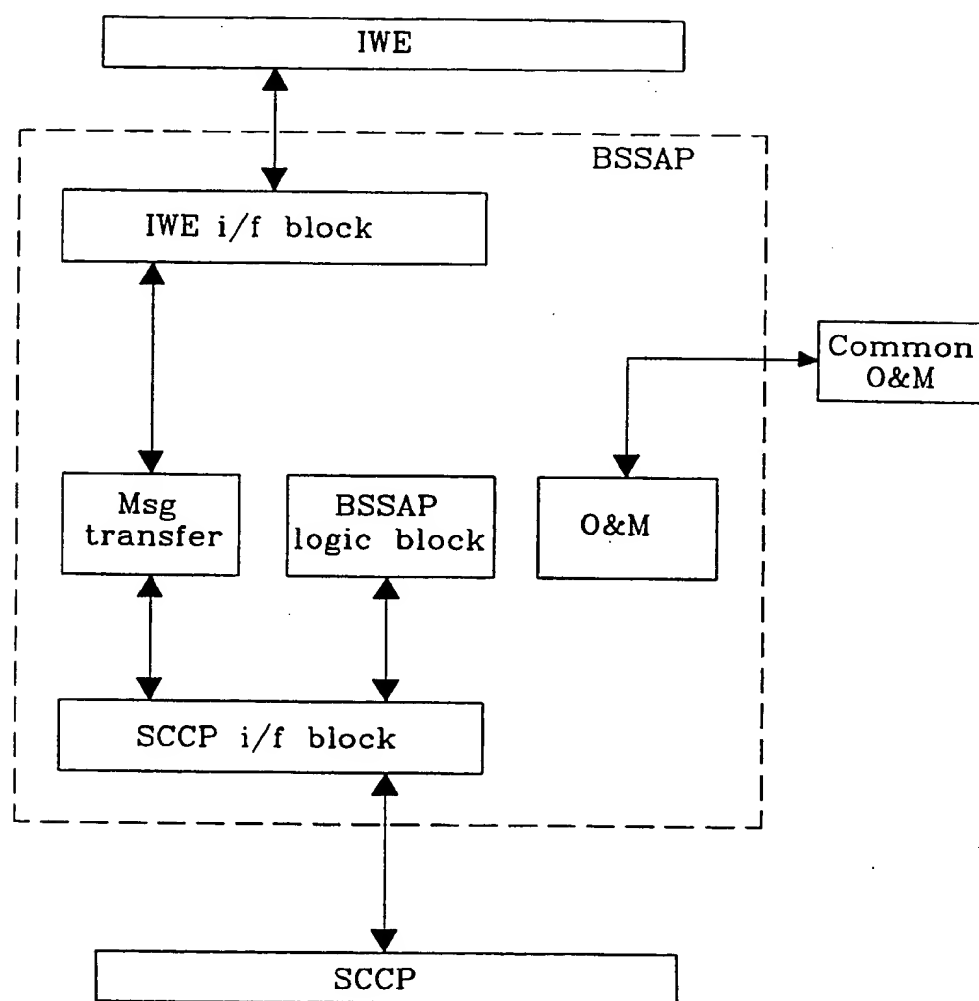 IWE
BSSAP
IWE i/f block
Common
O&M
Msg
transfer
BSSAP
logic block
O&M
SCCP i/f block
SCCP